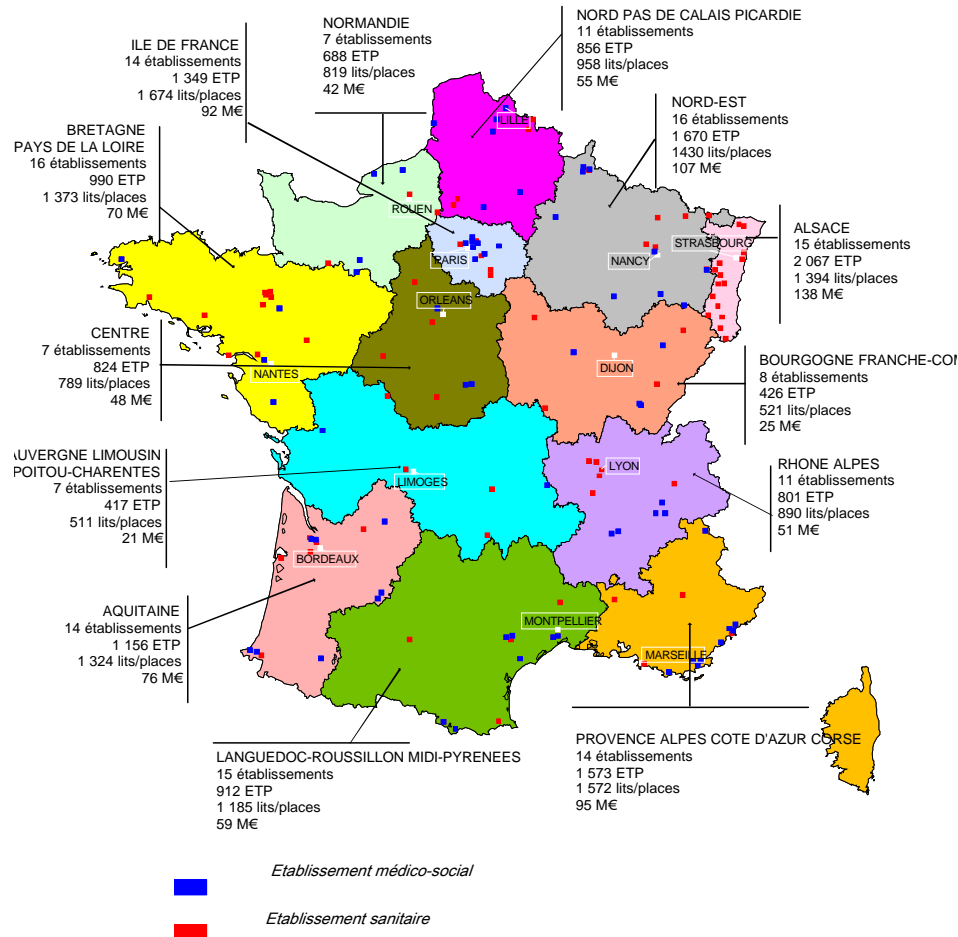 NORMANDIE
7 établissements
688 ETP
819 lits/places
42 M€
NORD PAS DE CALAIS PICARDIE
11 établissements
856 ETP
958 lits/places
55 M€
ILE DE FRANCE
14 établissements
1 349 ETP
1 674 lits/places
92 M€
NORD-EST
16 établissements
1 670 ETP
1430 lits/places
107 M€
BRETAGNE
PAYS DE LA LOIRE
16 établissements
990 ETP
1 373 lits/places
70 M€
ALSACE
15 établissements
2 067 ETP
1 394 lits/places
138 M€
CENTRE
7 établissements
824 ETP
789 lits/places
48 M€
BOURGOGNE FRANCHE-COM
8 établissements
426 ETP
521 lits/places
25 M€
AUVERGNE LIMOUSIN
POITOU-CHARENTES
7 établissements
417 ETP
511 lits/places
21 M€
RHONE ALPES
11 établissements
801 ETP
890 lits/places
51 M€
AQUITAINE
14 établissements
1 156 ETP
1 324 lits/places
76 M€
LANGUEDOC-ROUSSILLON MIDI-PYRENEES
15 établissements
912 ETP
1 185 lits/places
59 M€
PROVENCE ALPES COTE D'AZUR CORSE
14 établissements
1 573 ETP
1 572 lits/places
95 M€
LILLE
ROUEN
PARIS
NANCY
STRASBOURG
ORLEANS
NANTES
DIJON
LIMOGES
LYON
BORDEAUX
MONTPELLIER
MARSEILLE
Etablissement médico-social
Etablissement sanitaire